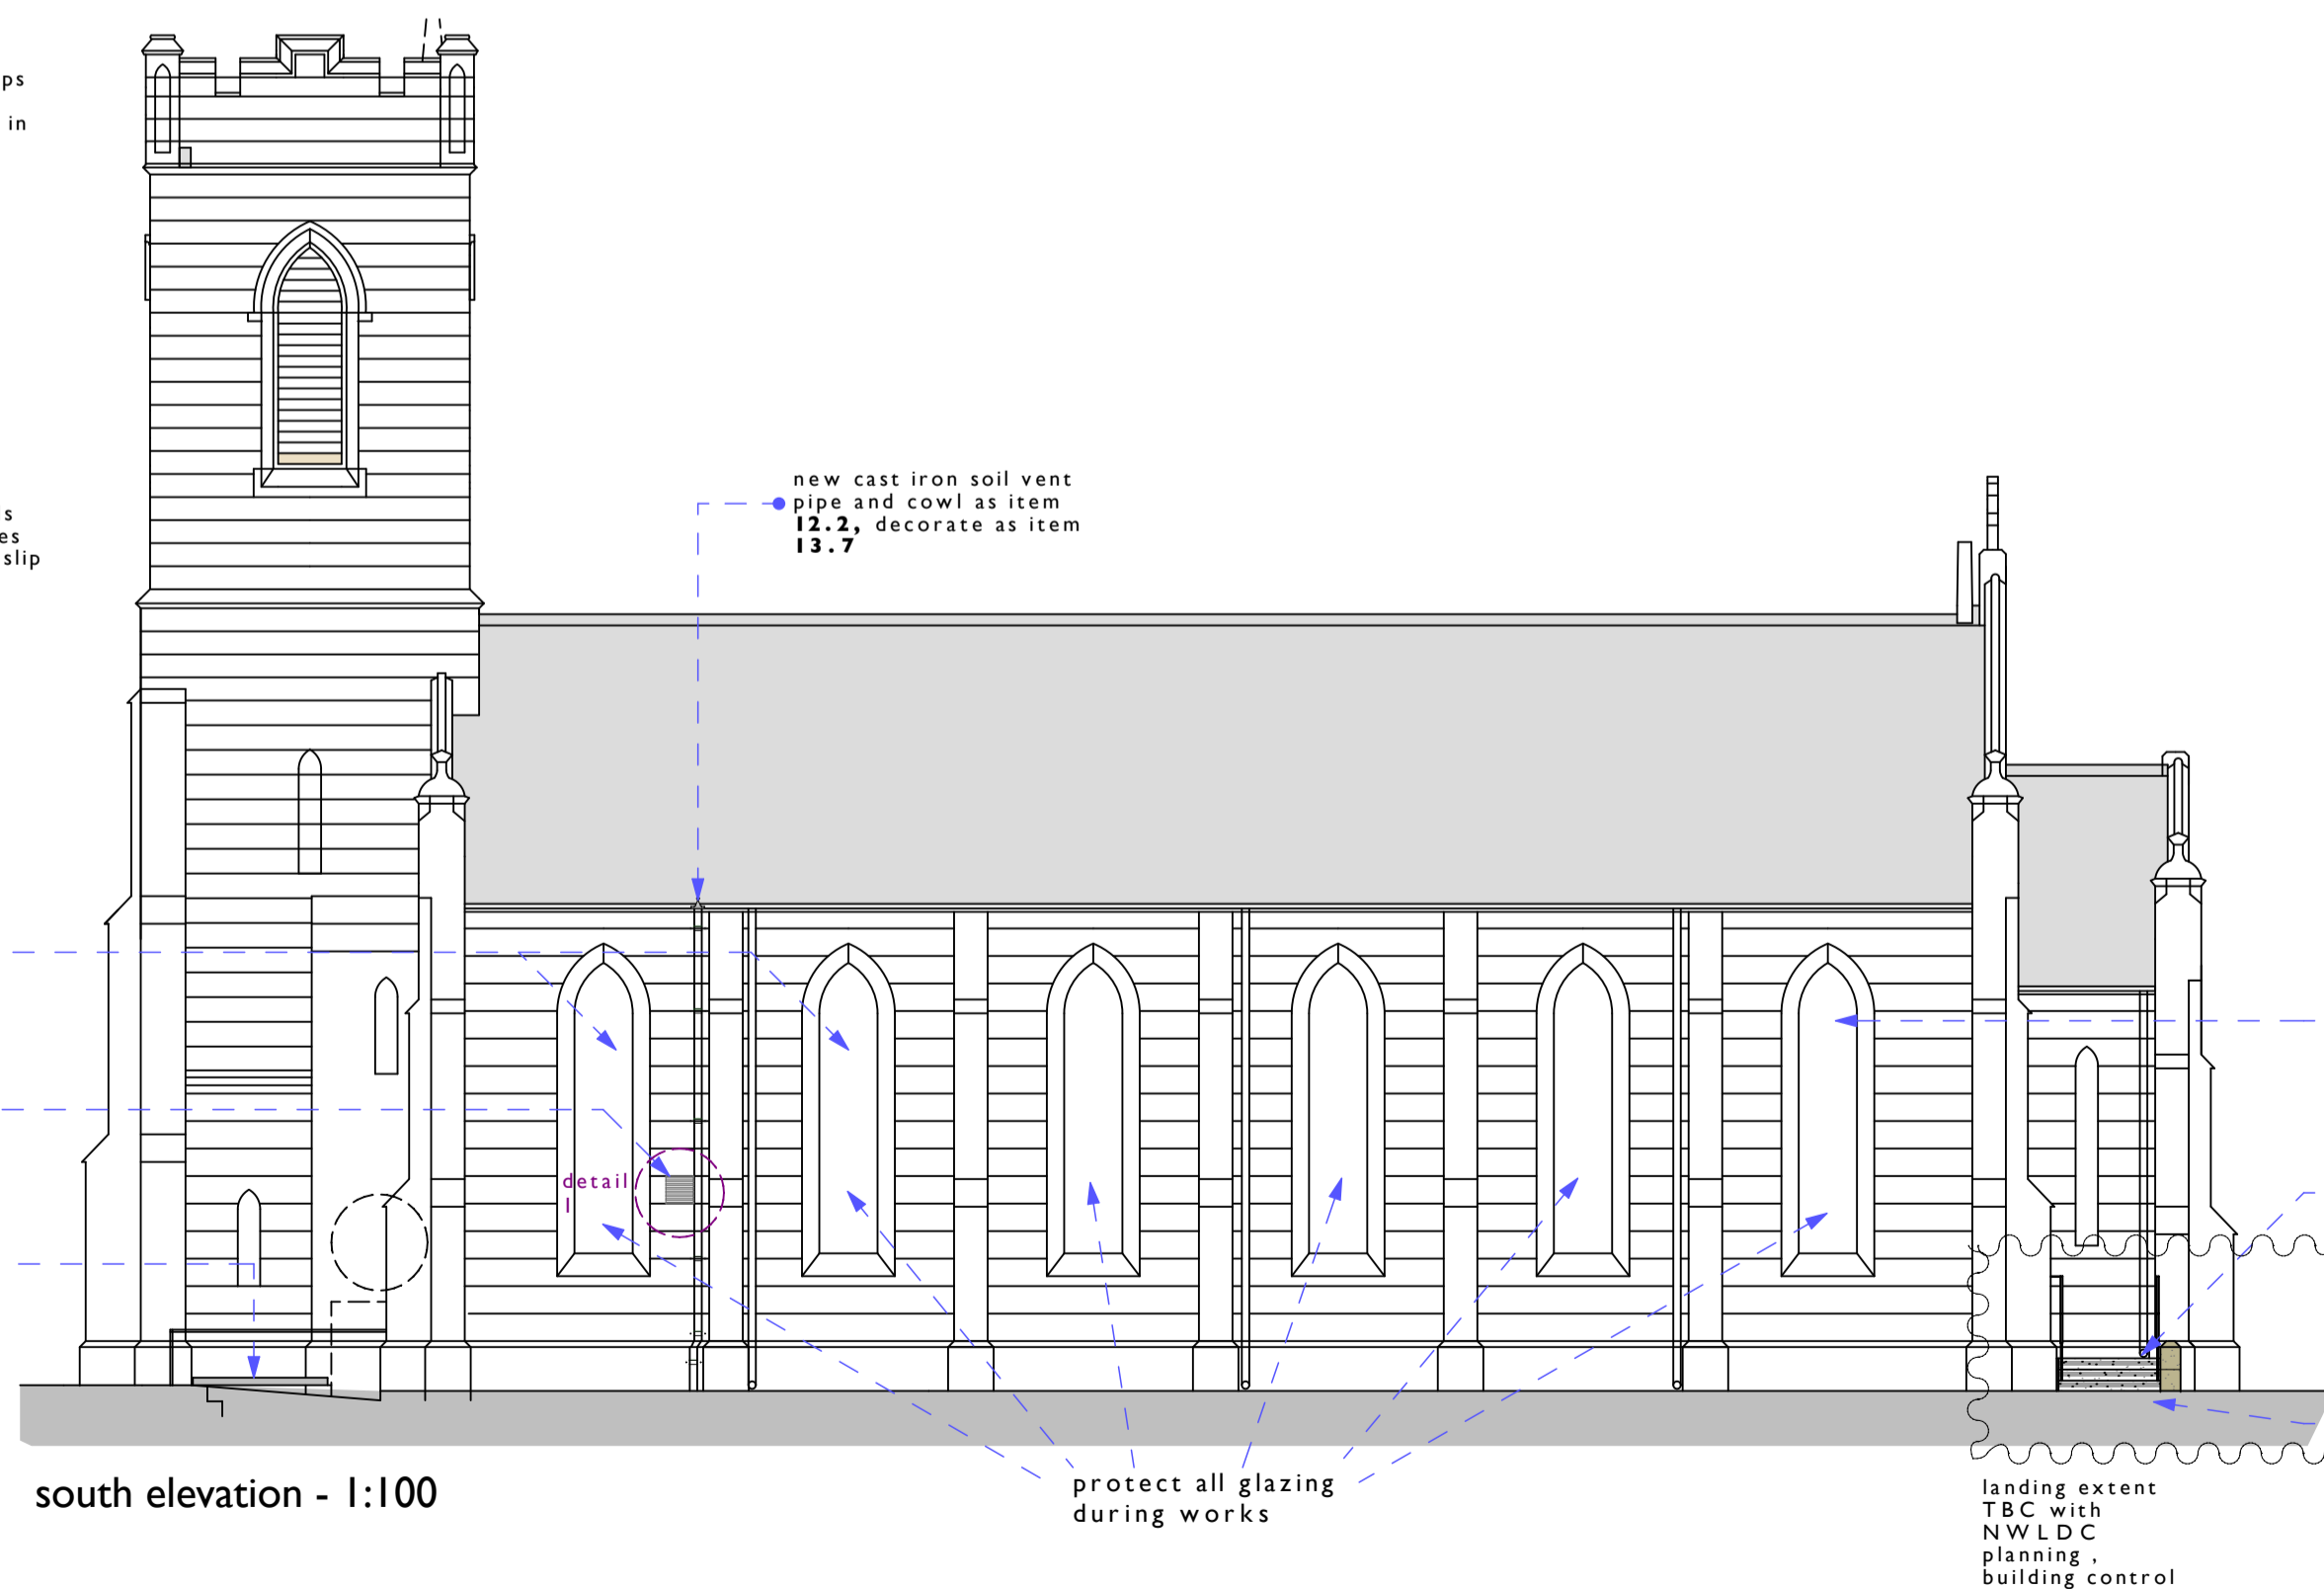 ps
in
s
es
slip
new cast iron soil vent
pipe and cowl as item
12.2, decorate as item
13.7
detail
1
south elevation - 1:100
protect all glazing
during works
landing extent
TBC with
NWLDC
planning ,
building control